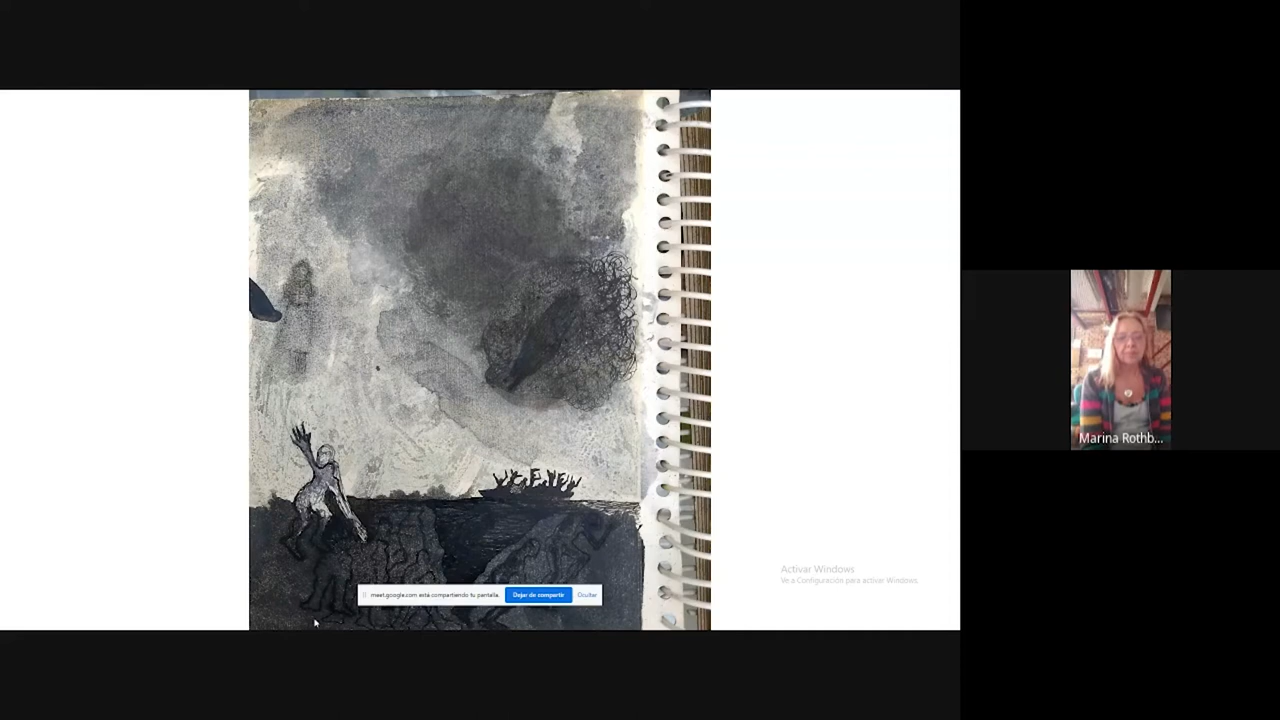 Activar Windows
Ve a Configuración para activar Windows.
meet.google.com está compartiendo tu pantalla.
Dejar de compartir
Ocultar
Marina Rothb...